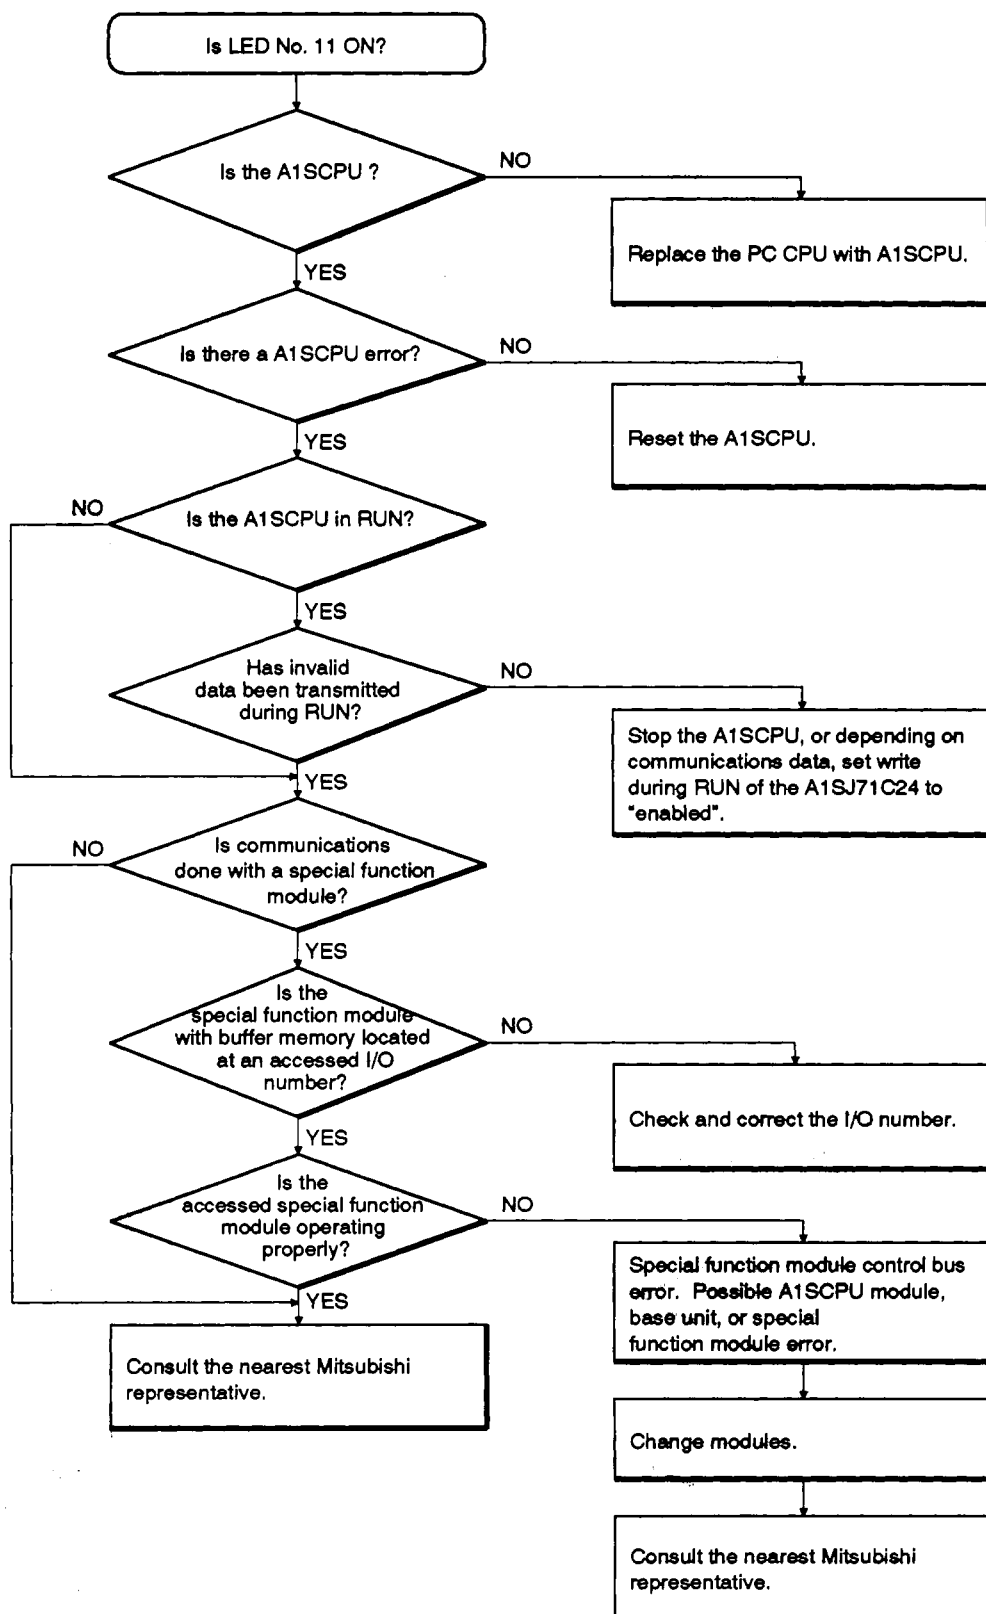 Is LED No. 11 ON?
Is the A1SCPU ?
NO
Replace the PC CPU with A1SCPU.
YES
Is there a A1SCPU error?
NO
Reset the A1SCPU.
YES
NO
Is the A1SCPU in RUN?
YES
Has invalid
data been transmitted
during RUN?
NO
Stop the A1SCPU, or depending on
communications data, set write
during RUN of the A1SJ71C24 to
"enabled".
YES
NO
Is communications
done with a special function
module?
YES
Is the
special function module
with buffer memory located
at an accessed I/O
number?
NO
Check and correct the I/O number.
YES
Is the
accessed special function
module operating
properly?
NO
Special function module control bus
error. Possible A1SCPU module,
base unit, or special
function module error.
YES
Consult the nearest Mitsubishi
representative.
Change modules.
Consult the nearest Mitsubishi
representative.